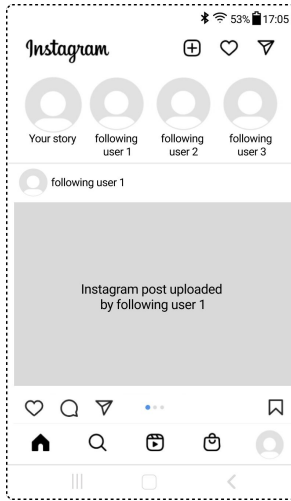 53% 17:05
Instagram
Your story
following
user 1
following
user 2
following
user 3
following user 1
Instagram post uploaded
by following user 1